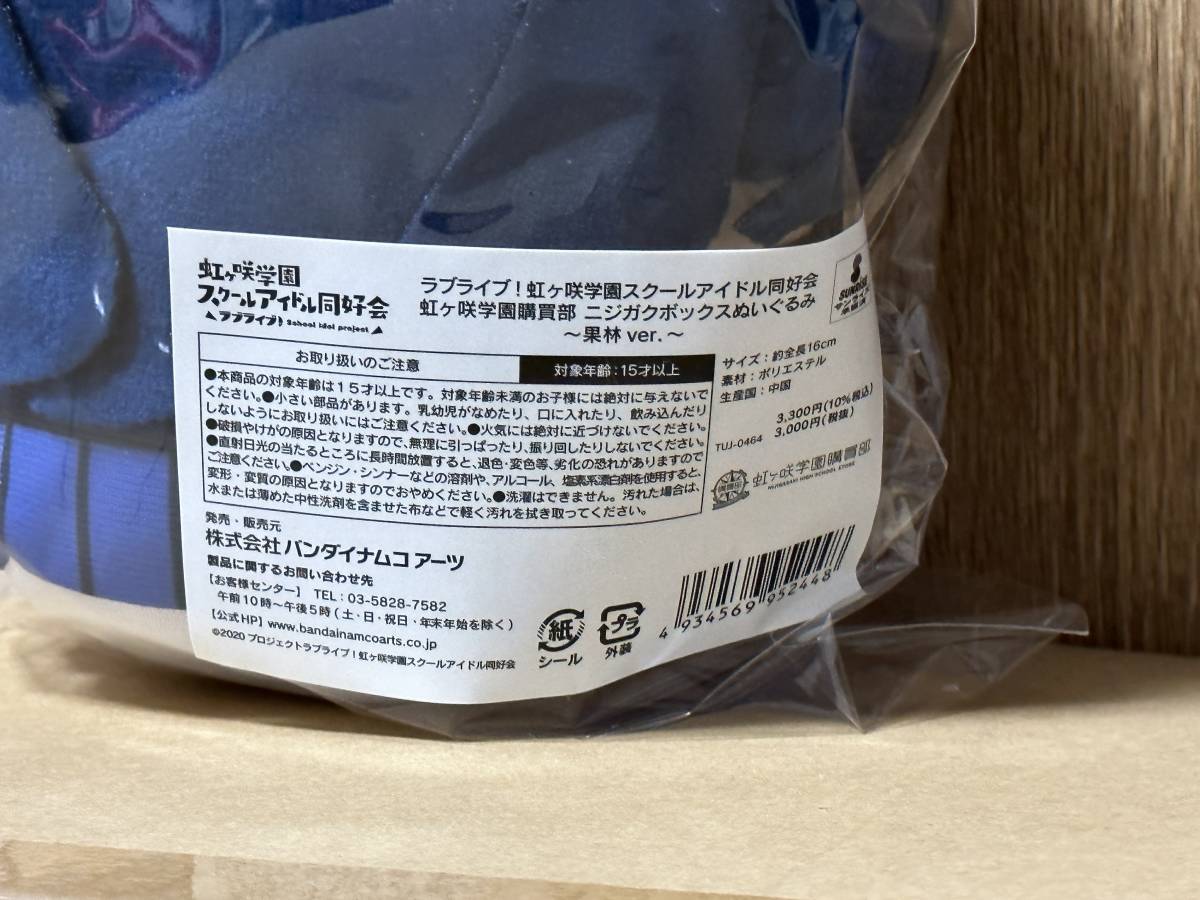 虹ヶ咲学園
スクールアイドル同好会
ラブライブ! School idol project
ラブライブ!虹ヶ咲学園スクールアイドル同好会
虹ヶ咲学園購買部 ニジガクボックスぬいぐるみ
~果林 ver.~
SUNRISE
サンライズ
お取り扱いのご注意
対象年齢:15才以上
●本商品の対象年齢は15才以上です。対象年齢未満のお子様には絶対に与えないで
ください。●小さい部品があります。乳幼児がなめたり、口に入れたり、飲み込んだり
しないようにお取り扱いにはご注意ください。●火気には絶対に近づけないでください。
●破損やけがの原因となりますので、無理に引っぱったり、振り回したりしないでください。
●直射日光の当たるところに長時間放置すると、退色・変色等、劣化の恐れがありますので
ご注意ください。●ベンジン・シンナーなどの溶剤や、アルコール、塩素系漂白剤を使用すると、
変形・変質の原因となりますのでおやめください。●洗濯はできません。汚れた場合は、
水または薄めた中性洗剤を含ませた布などで軽く汚れを拭き取ってください。
サイズ:約全長16cm
素材:ポリエステル
生産国:中国
3,300円(10%税込)
3,000円(税抜)
TUJ-0464
虹ヶ咲学園購買部
NIJIGASAKI HIGH SCHOOL STORE
発売・販売元
株式会社 バンダイナムコ アーツ
製品に関するお問い合わせ先
【お客様センター】 TEL:03-5828-7582
午前10時~午後5時(土・日・祝日・年末年始を除く)
【公式HP】www.bandainamcoarts.co.jp
©2020 プロジェクトラブライブ!虹ヶ咲学園スクールアイドル同好会
紙
シール
プラ
外装
4 934569 952448